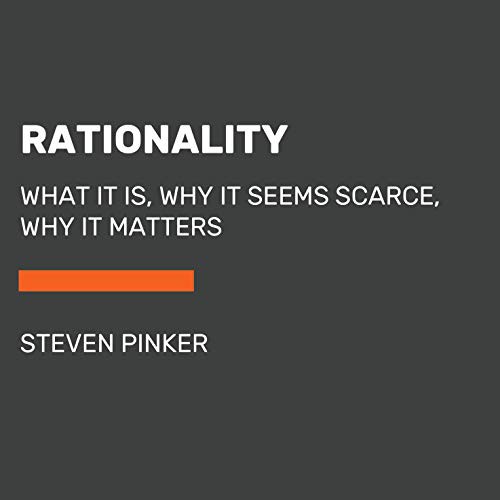 RATIONALITY
WHAT IT IS, WHY IT SEEMS SCARCE,
WHY IT MATTERS
STEVEN PINKER